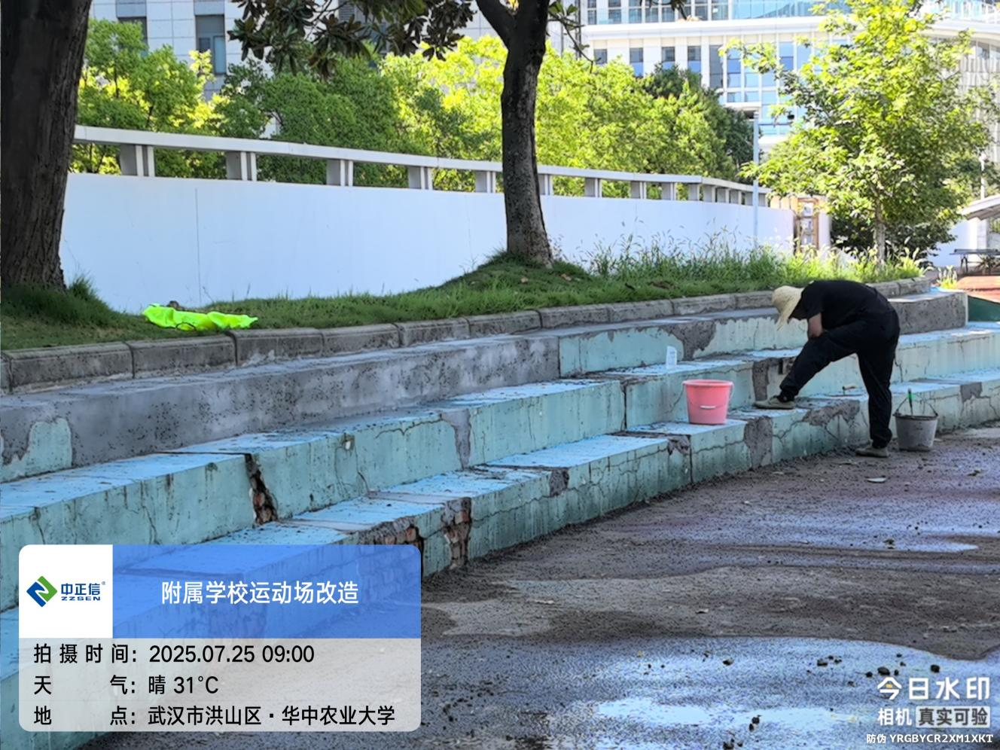 中正信®
ZZSEN
附属学校运动场改造
拍摄时间：2025.07.25 09:00
天气：晴 31°C
地点：武汉市洪山区·华中农业大学
今日水印
相机 真实可验
防伪 YRGBYCR2XM1XKT